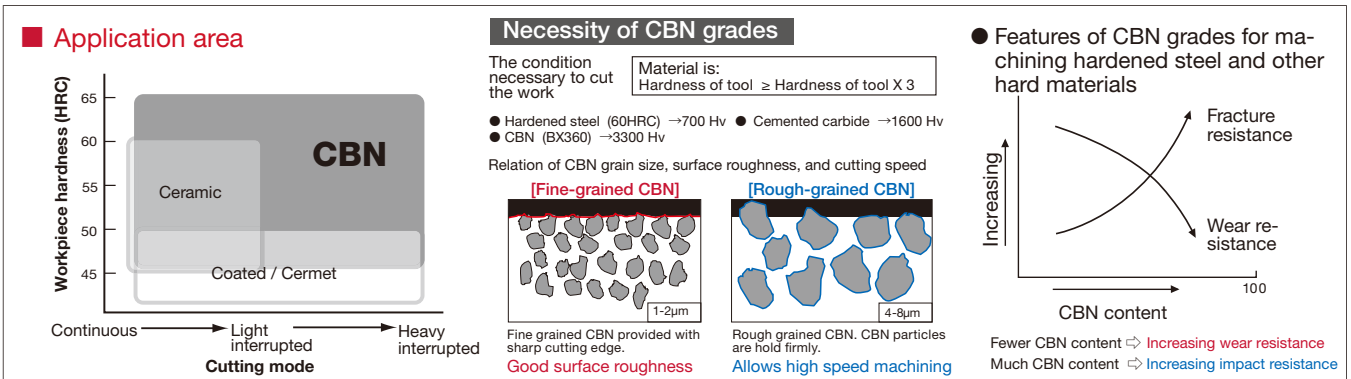 Application area
Workpiece hardness (HRC)
65
60
55
50
45
CBN
Ceramic
Coated / Cermet
Continuous
Light
interrupted
Heavy
interrupted
Cutting mode
Necessity of CBN grades
The condition
necessary to cut
the work
Material is:
Hardness of tool ≥ Hardness of tool X 3
● Hardened steel (60HRC) →700 Hv ● Cemented carbide →1600 Hv
● CBN (BX360) →3300 Hv
Relation of CBN grain size, surface roughness, and cutting speed
[Fine-grained CBN]
1-2µm
Fine grained CBN provided with
sharp cutting edge.
Good surface roughness
[Rough-grained CBN]
4-8µm
Rough grained CBN. CBN particles
are hold firmly.
Allows high speed machining
● Features of CBN grades for ma-
chining hardened steel and other
hard materials
Increasing
Fracture
resistance
Wear re-
sistance
100
CBN content
Fewer CBN content ⇨ Increasing wear resistance
Much CBN content ⇨ Increasing impact resistance